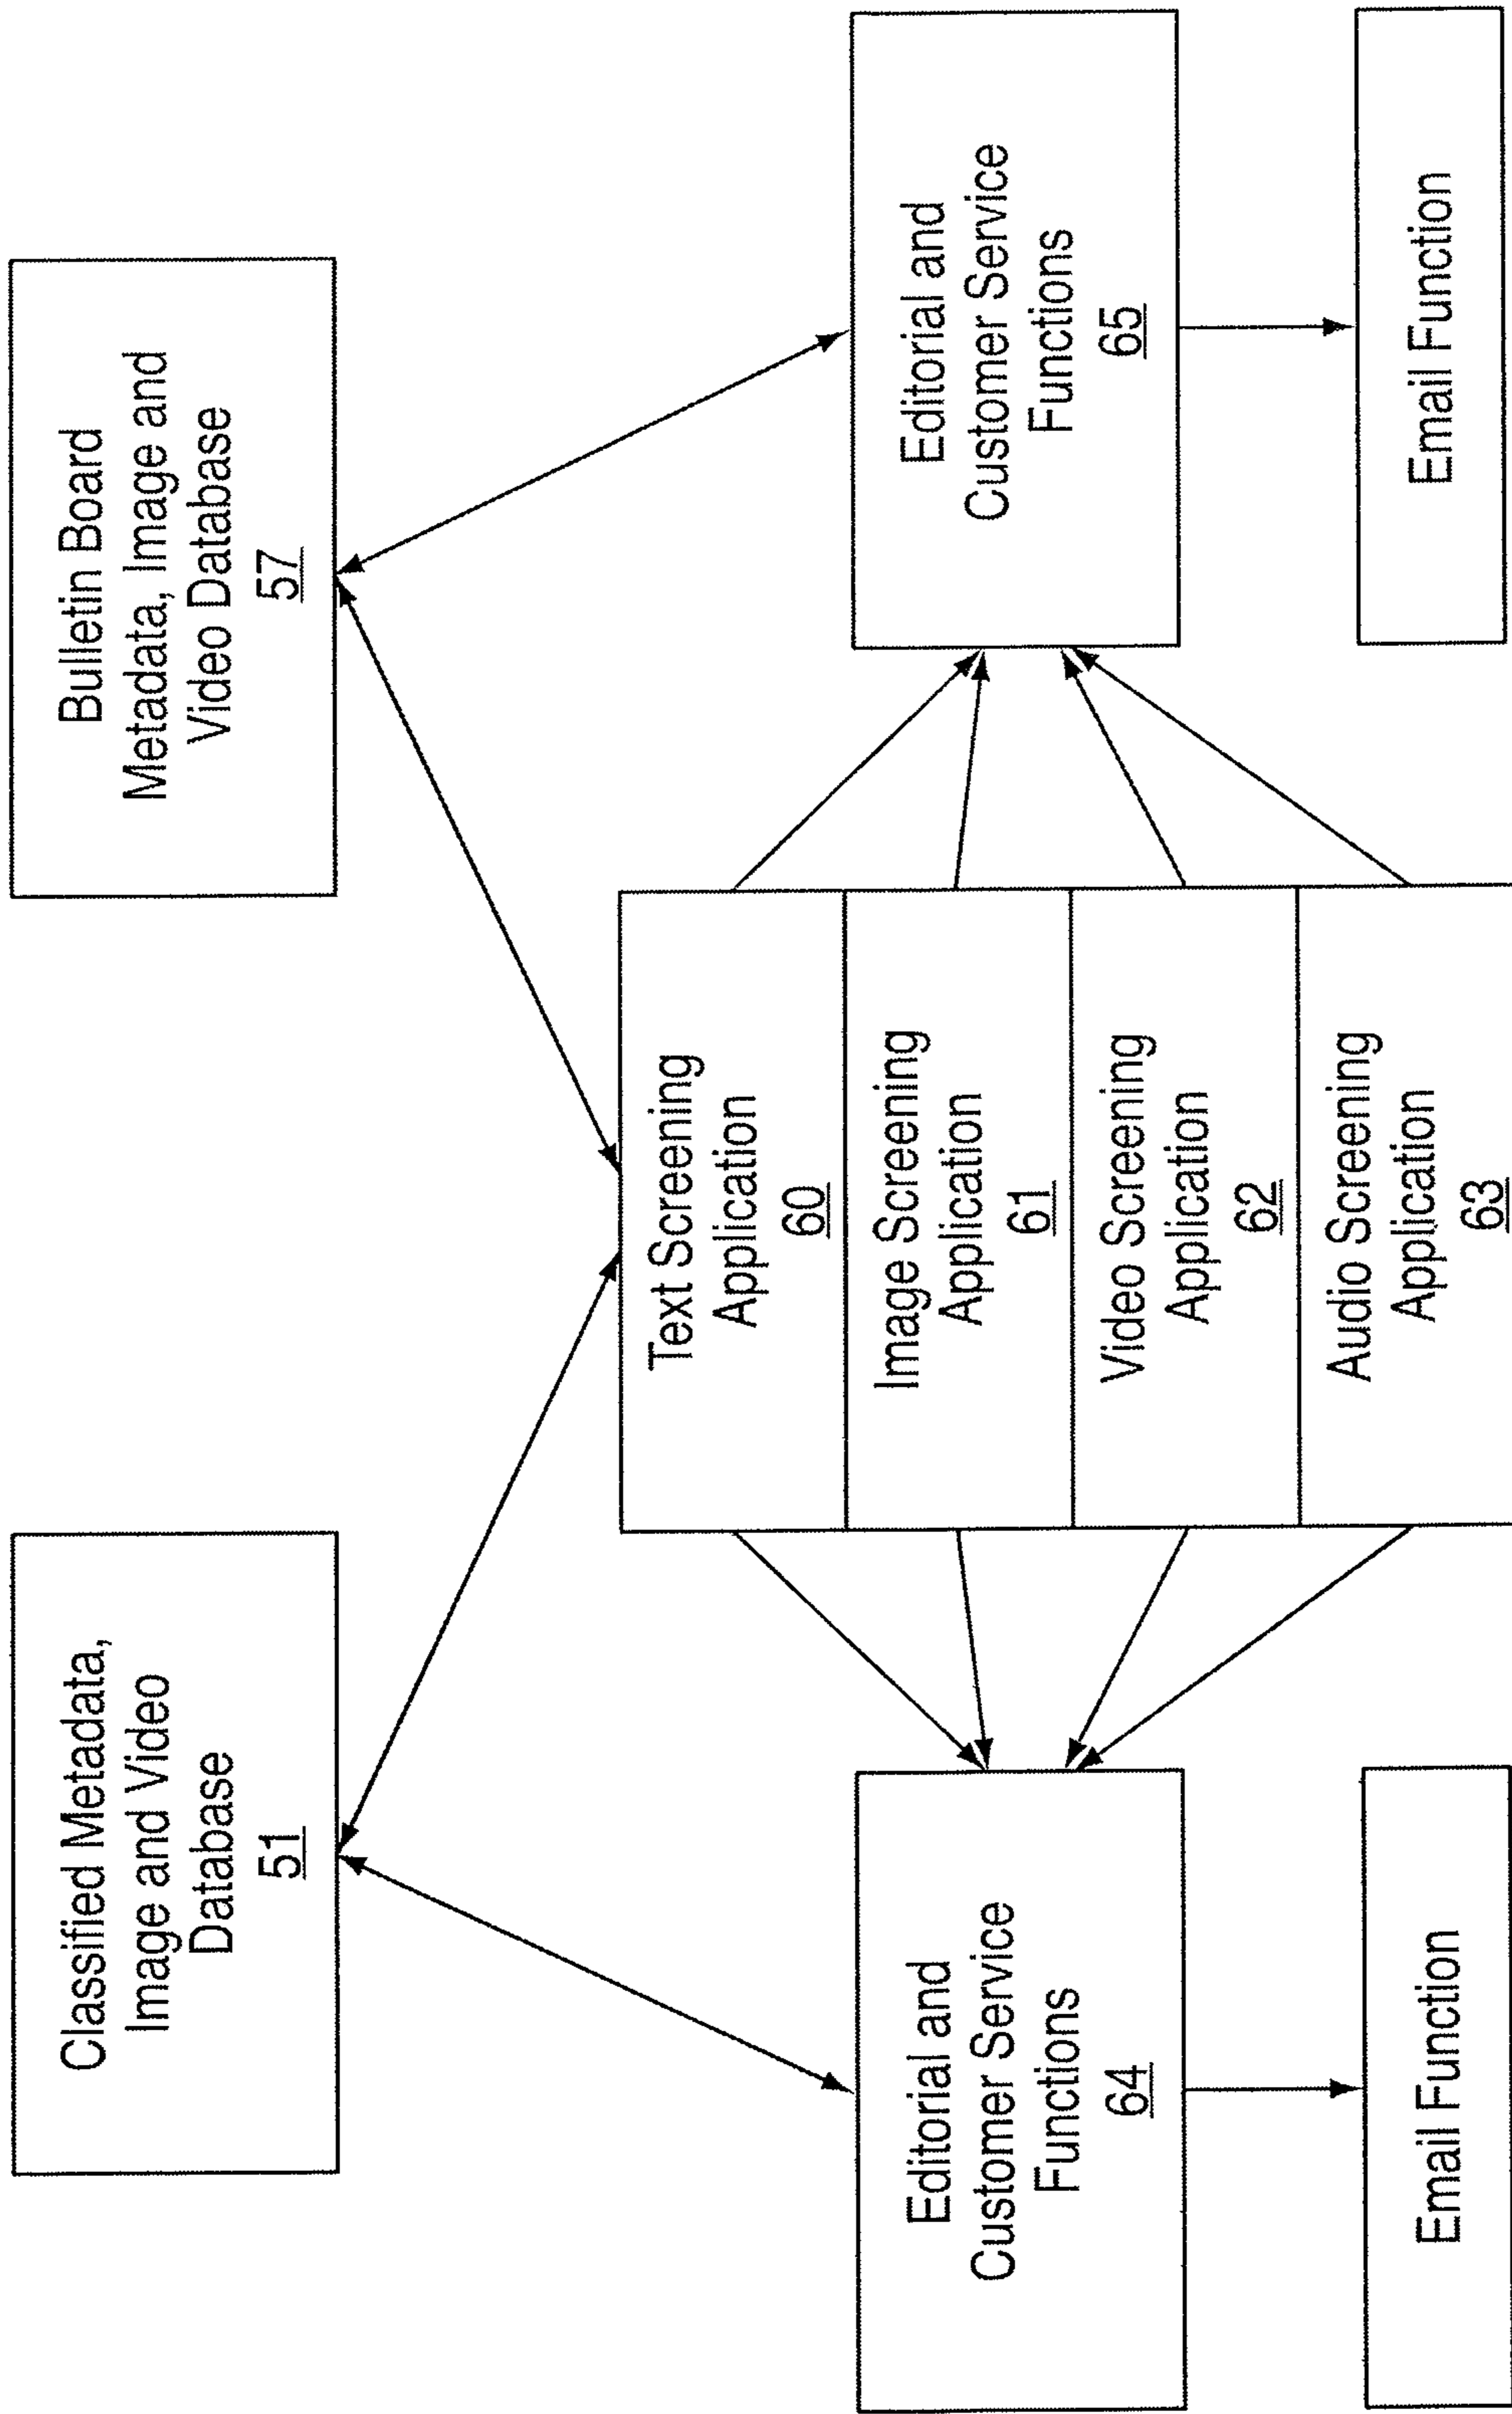 Classified Metadata,
Image and Video
Database
51
Bulletin Board
Metadata, Image and
Video Database
57
Text Screening
Application
60
Image Screening
Application
61
Video Screening
Application
62
Audio Screening
Application
63
Editorial and
Customer Service
Functions
64
Editorial and
Customer Service
Functions
65
Email Function
Email Function